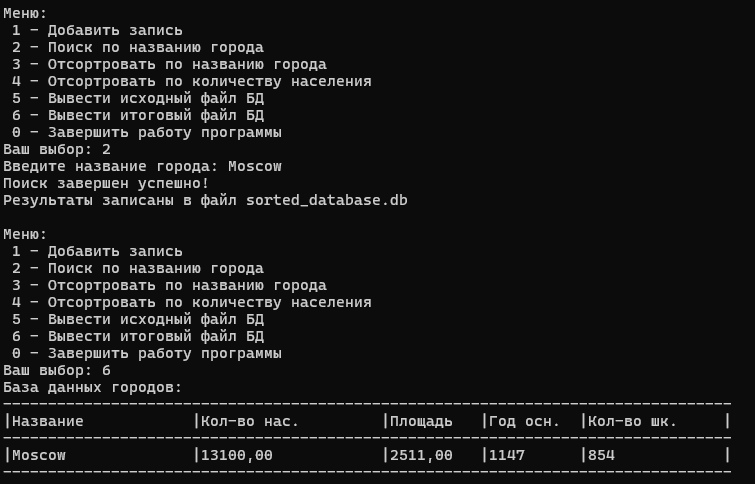 Меню:
1 - Добавить запись
2 - Поиск по названию города
3 - Отсортровать по названию города
4 - Отсортровать по количеству населения
5 - Вывести исходный файл БД
6 - Вывести итоговый файл БД
0 - Завершить работу программы
Ваш выбор: 2
Введите название города: Moscow
Поиск завершен успешно!
Результаты записаны в файл sorted_database.db
Меню:
1 - Добавить запись
2 - Поиск по названию города
3 - Отсортровать по названию города
4 - Отсортровать по количеству населения
5 - Вывести исходный файл БД
6 - Вывести итоговый файл БД
0 - Завершить работу программы
Ваш выбор: 6
База данных городов:
---------------------------------------------------------------------------------
|Название            |Кол-во нас.         |Площадь   |Год осн.  |Кол-во шк.     |
---------------------------------------------------------------------------------
|Moscow              |13100,00            |2511,00   |1147      |854            |
---------------------------------------------------------------------------------